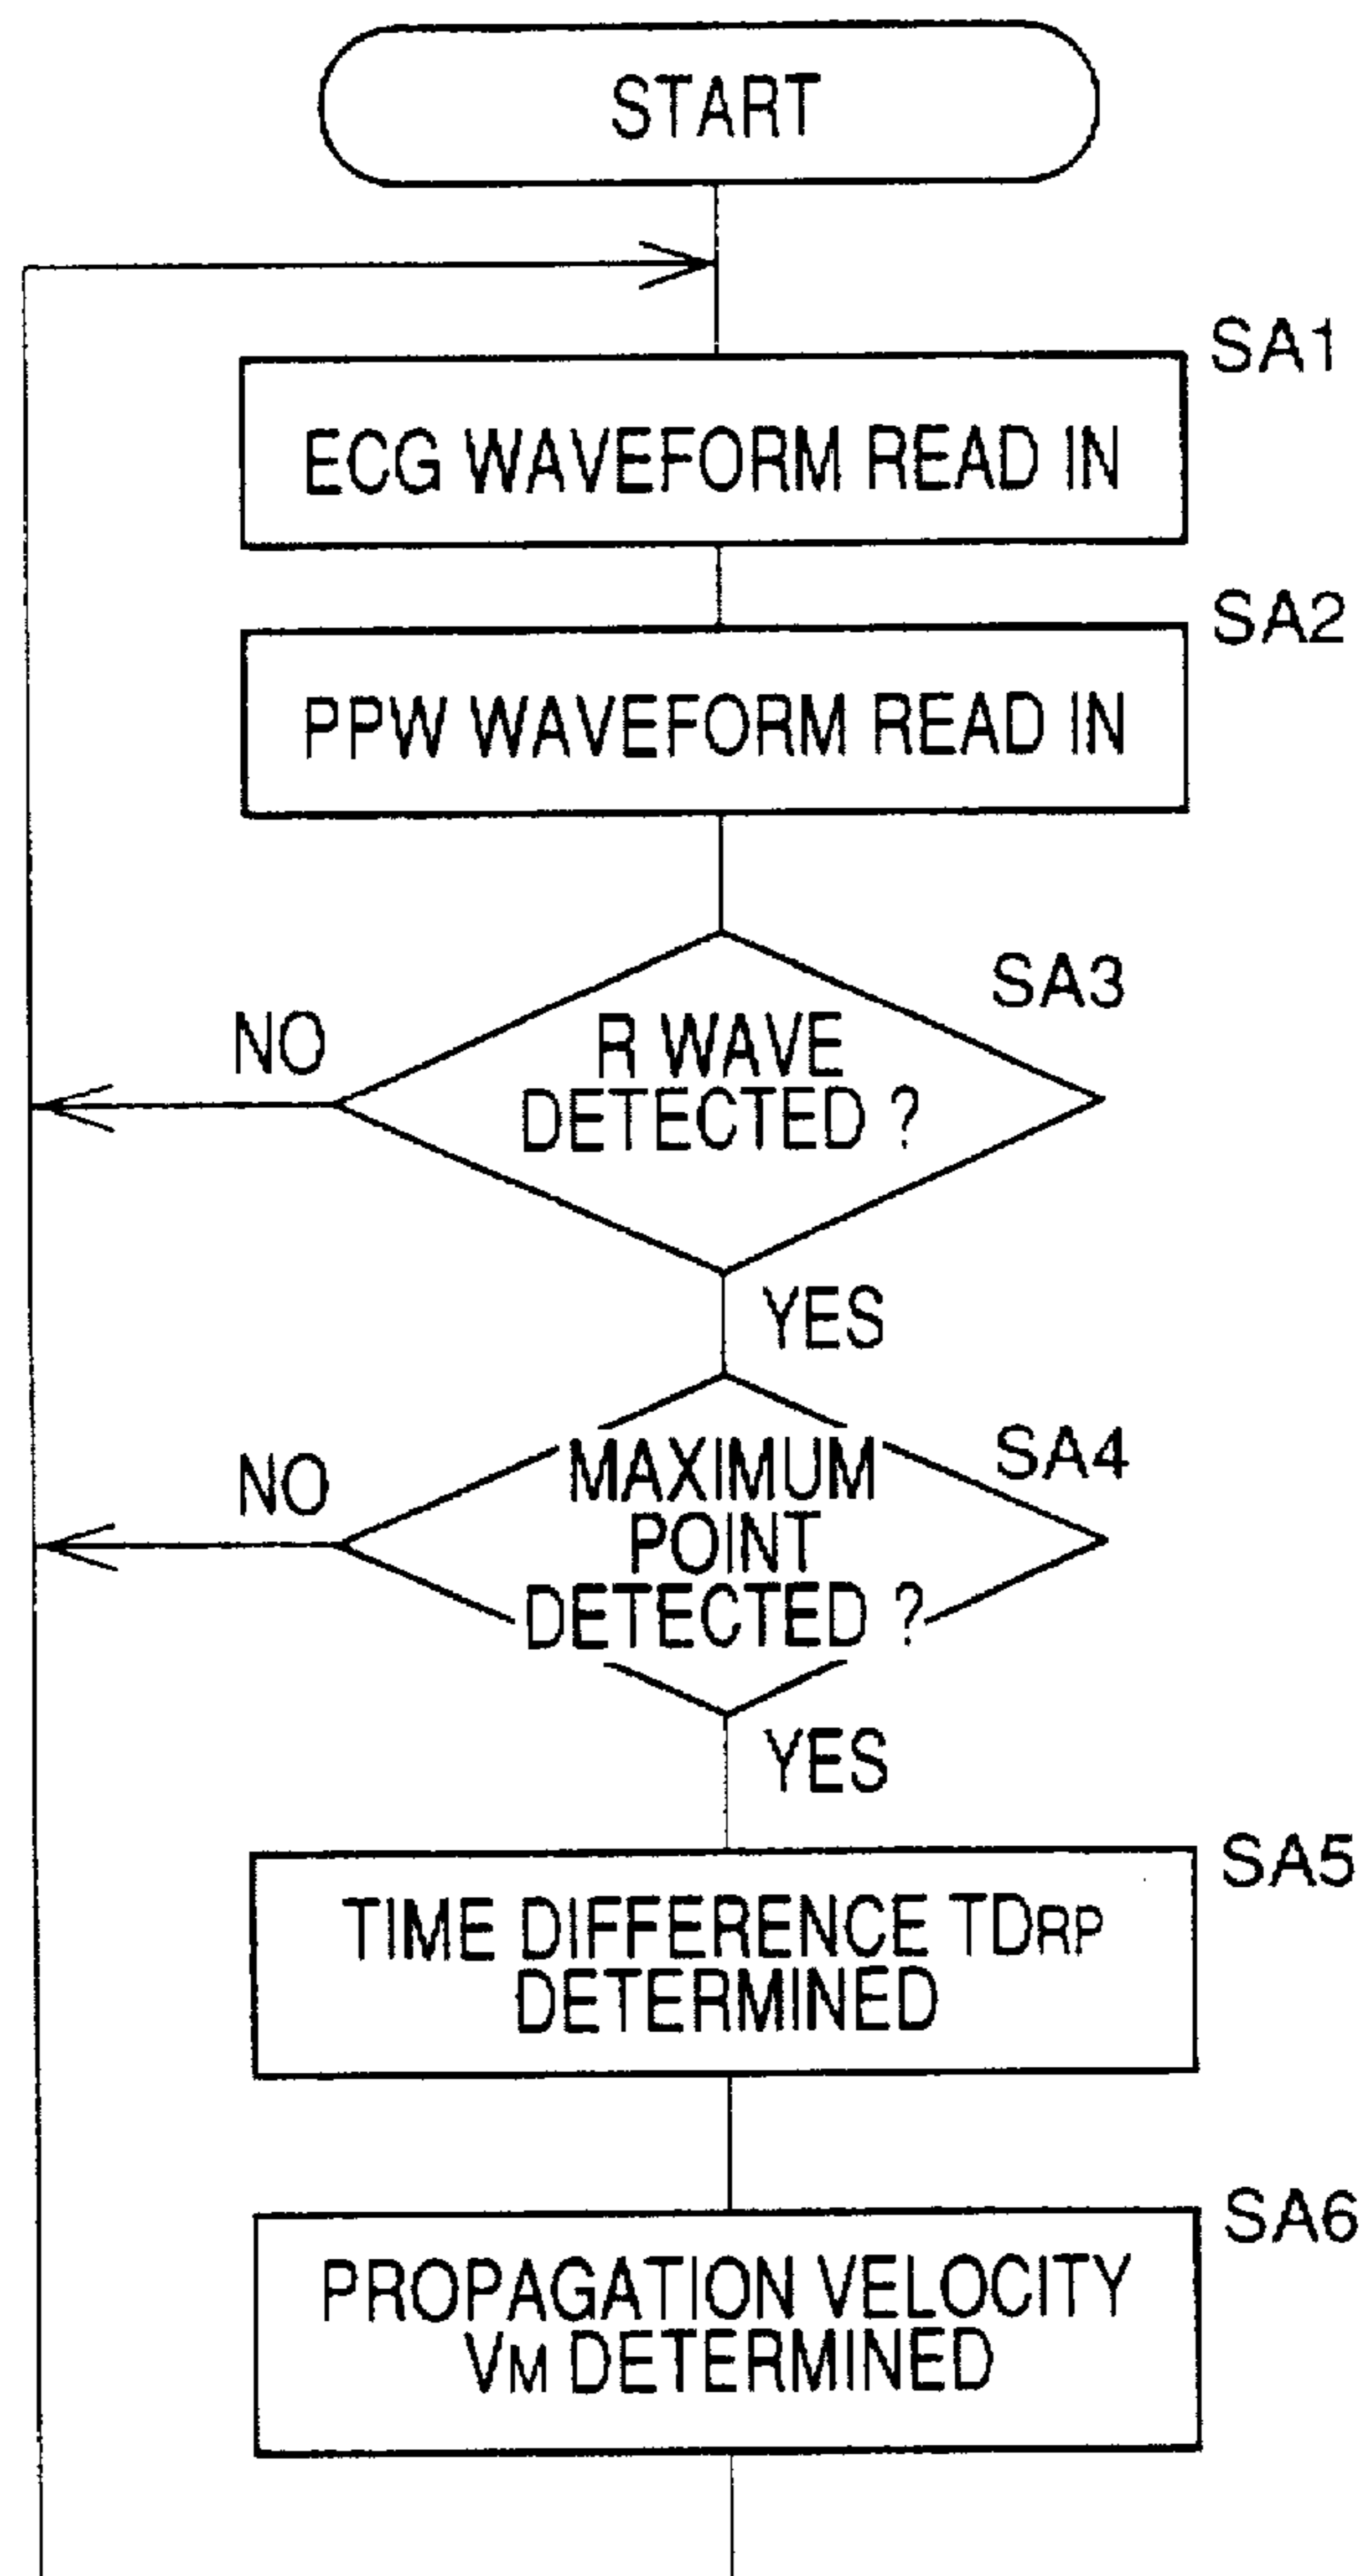 START
SA1
ECG WAVEFORM READ IN
SA2
PPW WAVEFORM READ IN
SA3
NO
R WAVE
DETECTED ?
YES
SA4
NO
MAXIMUM
POINT
DETECTED ?
YES
SA5
TIME DIFFERENCE TDRP
DETERMINED
SA6
PROPAGATION VELOCITY
VM DETERMINED